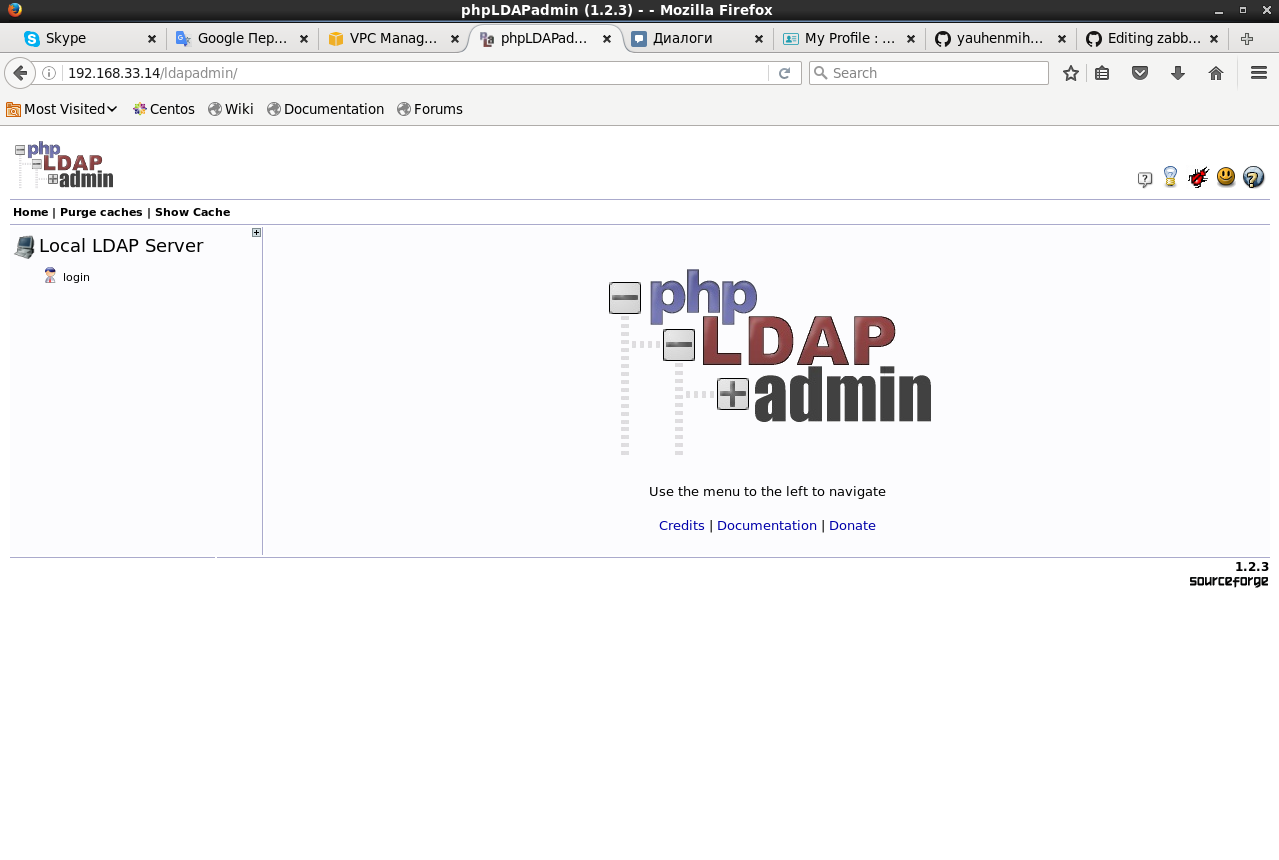 phpLDAPadmin (1.2.3) - - Mozilla Firefox
Skype
Google Пер...
VPC Manag...
phpLDAPad...
Диалоги
My Profile : ...
yauhenmih...
Editing zabb...
192.168.33.14/ldapadmin/
Search
Most Visited
Centos
Wiki
Documentation
Forums
php
LDAP
admin
Home | Purge caches | Show Cache
Local LDAP Server
login
php
LDAP
admin
Use the menu to the left to navigate
Credits | Documentation | Donate
1.2.3
sourceforge